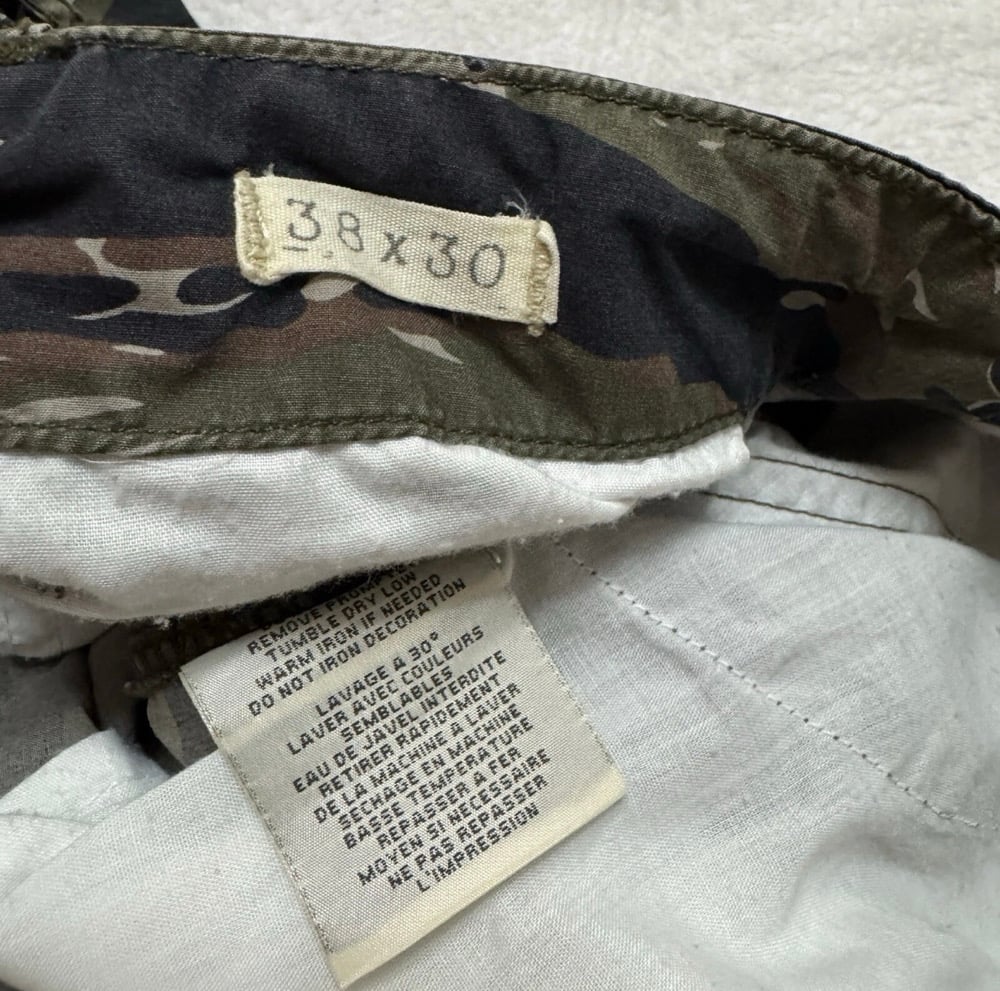 38 x 30
REMOVE PROMPTLY
TUMBLE DRY LOW
WARM IRON IF NEEDED
DO NOT IRON DECORATION
LAVAGE A 30°
LAVER AVEC COULEURS
SEMBLABLES
EAU DE JAVEL INTERDITE
RETIRER RAPIDEMENT
DE LA MACHINE A LAVER
SECHAGE EN MACHINE
BASSE TEMPERATURE
REPASSER A FER
MOYEN SI NECESSAIRE
NE PAS REPASSER
L'IMPRESSION